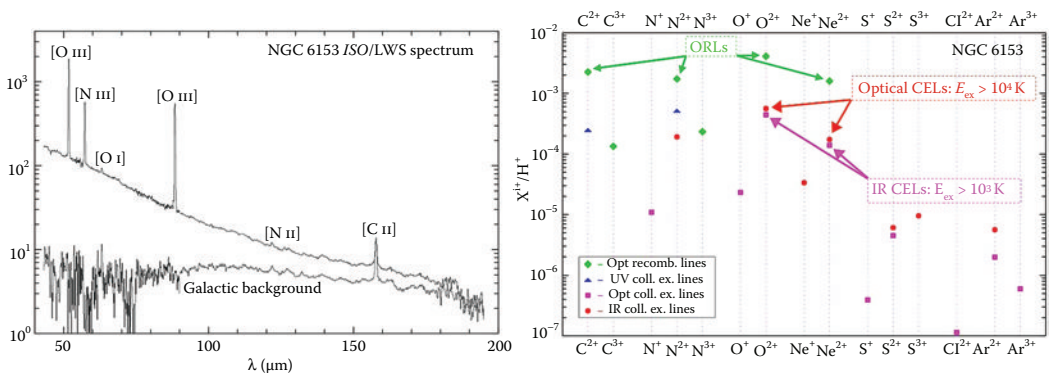 NGC 6153 ISO/LWS spectrum
[O III]
[N III]
[O III]
[O I]
[N II]
[C II]
Galactic background
10³
10²
10¹
10⁰
50 100 150 200
λ (μm)
C²⁺ C³⁺ N⁺ N²⁺ N³⁺ O⁺ O²⁺ Ne⁺ Ne²⁺ S⁺ S²⁺ S³⁺ Cl²⁺ Ar²⁺ Ar³⁺
NGC 6153
ORLs
Optical CELs: Eex > 10⁴ K
IR CELs: Eex > 10³ K
Xⁱ⁺/H⁺
10⁻²
10⁻³
10⁻⁴
10⁻⁵
10⁻⁶
10⁻⁷
– Opt recomb. lines
– UV coll. ex. lines
– Opt coll. ex. lines
– IR coll. ex. lines
C²⁺ C³⁺ N⁺ N²⁺ N³⁺ O⁺ O²⁺ Ne⁺ Ne²⁺ S⁺ S²⁺ S³⁺ Cl²⁺ Ar²⁺ Ar³⁺